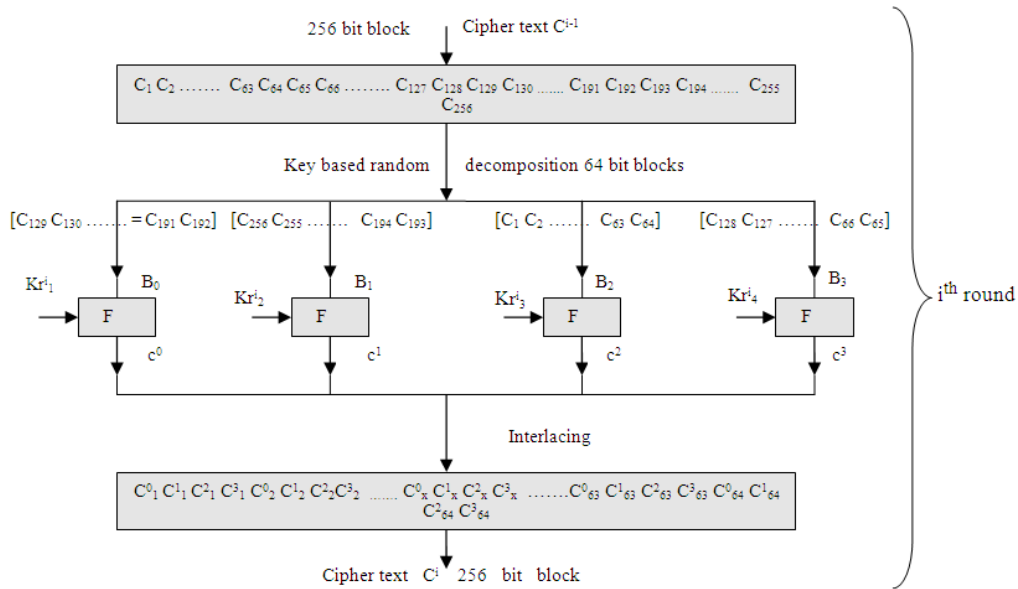 256 bit block Cipher text Cⁱ⁻¹
C₁ C₂ ....... C₆₃ C₆₄ C₆₅ C₆₆ ........ C₁₂₇ C₁₂₈ C₁₂₉ C₁₃₀ ....... C₁₉₁ C₁₉₂ C₁₉₃ C₁₉₄ ....... C₂₅₅
C₂₅₆
Key based random decomposition 64 bit blocks
[C₁₂₉ C₁₃₀ ........ = C₁₉₁ C₁₉₂] [C₂₅₆ C₂₅₅ ........ C₁₉₄ C₁₉₃] [C₁ C₂ ....... C₆₃ C₆₄] [C₁₂₈ C₁₂₇ ........ C₆₆ C₆₅]
Krⁱ₁ B₀ Krⁱ₂ B₁ Krⁱ₃ B₂ Krⁱ₄ B₃
F F F F
iᵗʰ round
c⁰ c¹ c² c³
Interlacing
C⁰₁ C¹₁ C²₁ C³₁ C⁰₂ C¹₂ C²₂C³₂ ....... C⁰ₓ C¹ₓ C²ₓ C³ₓ ........C⁰₆₃ C¹₆₃ C²₆₃ C³₆₃ C⁰₆₄ C¹₆₄
C²₆₄ C³₆₄
Cipher text Cⁱ 256 bit block